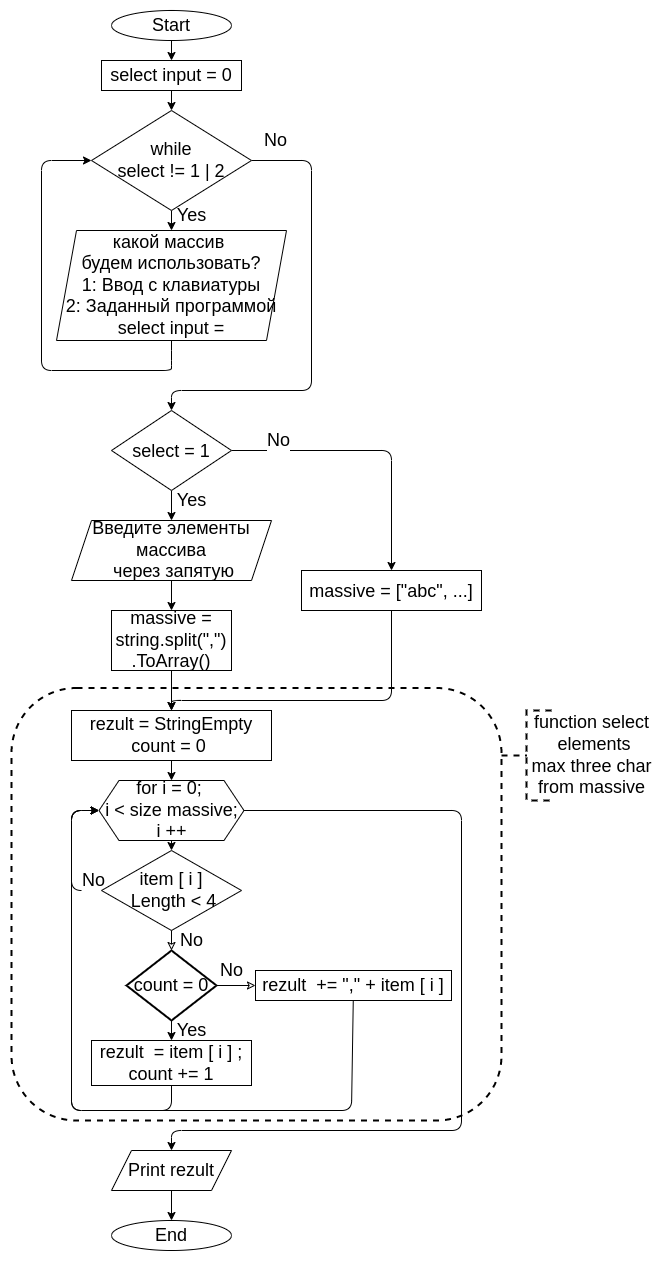 Start
select input = 0
while
select != 1 | 2
No
Yes
какой массив
будем использовать?
1: Ввод с клавиатуры
2: Заданный программой
select input =
select = 1
No
Yes
Введите элементы
массива
через запятую
massive = ["abc", ...]
massive =
string.split(",")
.ToArray()
rezult = StringEmpty
count = 0
function select
elements
max three char
from massive
for i = 0;
i < size massive;
i ++
No
item [ i ]
Length < 4
No
count = 0
No
rezult  += "," + item [ i ]
Yes
rezult  = item [ i ] ;
count += 1
Print rezult
End